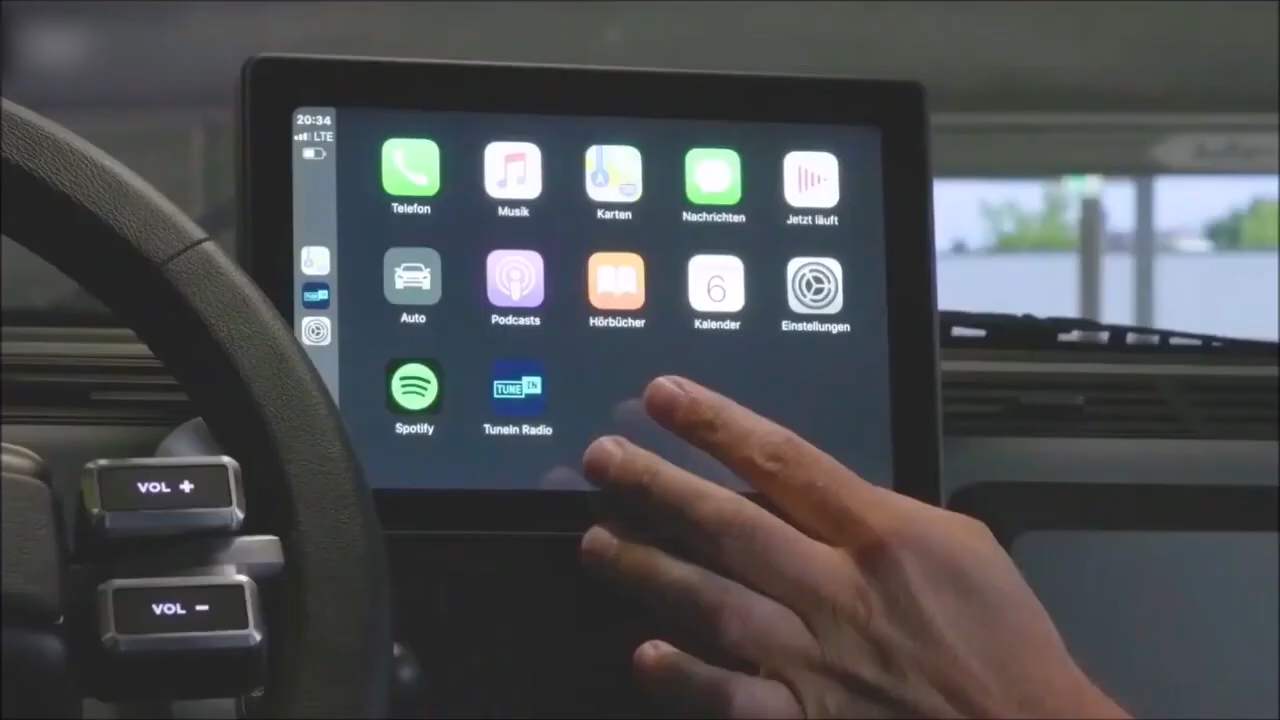 20:34
LTE
Telefon
Musik
Karten
Nachrichten
Jetzt läuft
Auto
Podcasts
Hörbücher
6
Kalender
Einstellungen
TUNE IN
Spotify
TuneIn Radio
VOL +
VOL −